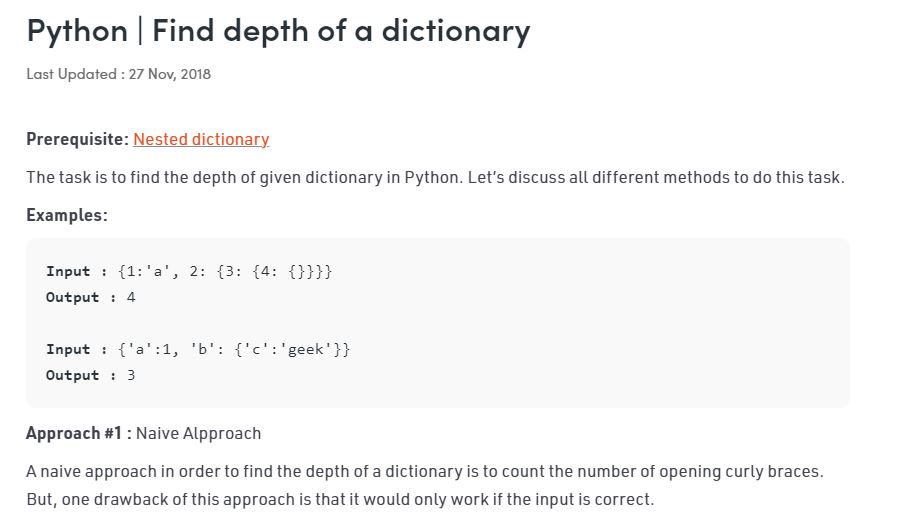 Python | Find depth of a dictionary
Last Updated : 27 Nov, 2018
Prerequisite: Nested dictionary
The task is to find the depth of given dictionary in Python. Let’s discuss all different methods to do this task.
Examples:
Input : {1:'a', 2: {3: {4: {}}}}
Output : 4
Input : {'a':1, 'b': {'c':'geek'}}
Output : 3
Approach #1 : Naive Alpproach
A naive approach in order to find the depth of a dictionary is to count the number of opening curly braces.
But, one drawback of this approach is that it would only work if the input is correct.